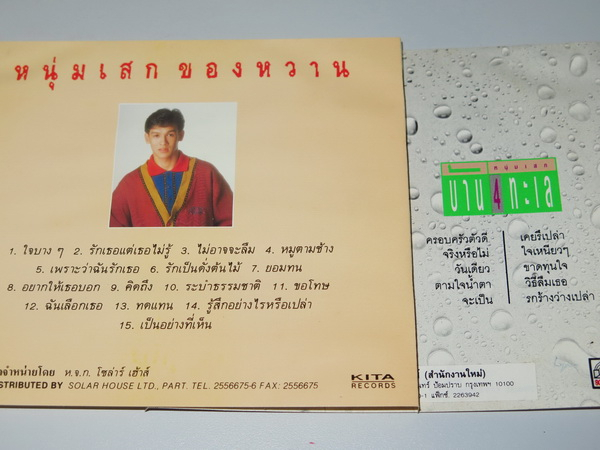 หนุ่มเสกของหวาน
1. ใจบาง ๆ 2. รักเธอแต่เธอไม่รู้ 3. ไม่อาจจะลืม 4. หมูตามช้าง
5. เพราะว่าฉันรักเธอ 6. รักเป็นดั่งต้นไม้ 7. ยอมทน
8. อยากให้เธอบอก 9. คิดถึง 10. ระบำธรรมชาติ 11. ขอโทษ
12. ฉันเลือกเธอ 13. ทดแทน 14. รู้สึกอย่างไรหรือเปล่า
15. เป็นอย่างที่เห็น
จำหน่ายโดย ห.จ.ก. โซล่าร์ เฮ้าส์
STRIBUTED BY SOLAR HOUSE LTD., PART. TEL. 2556675-6 FAX: 2556675
KITA
RECORDS
หนุ่มเสก
บาน 4 ทะเล
ครอบครัวตัวดี
จริงหรือไม่
วันเดียว
ตามใจน้ำตา
จะเป็น
เคยรึเปล่า
ใจเหนียวๆ
ขาดทุนใจ
วิธีลืมเธอ
รกร้างว่างเปล่า
(สำนักงานใหม่)
ป้อมปราบ กรุงเทพฯ 10100
-1 แฟ็กซ์. 2263942